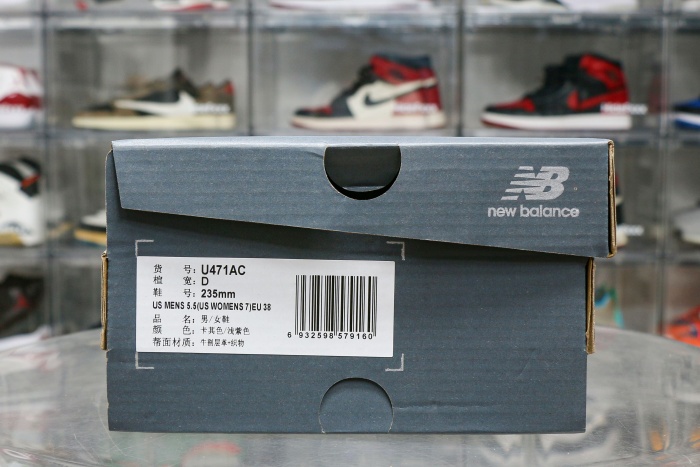 NB
new balance
货 号: U471AC
楦 宽: D
鞋 号: 235mm
US MENS 5.5(US WOMENS 7)EU 38
品 名: 男/女鞋
颜 色: 卡其色/浅紫色
帮面材质: 牛剖层革+织物
6 932598 579160